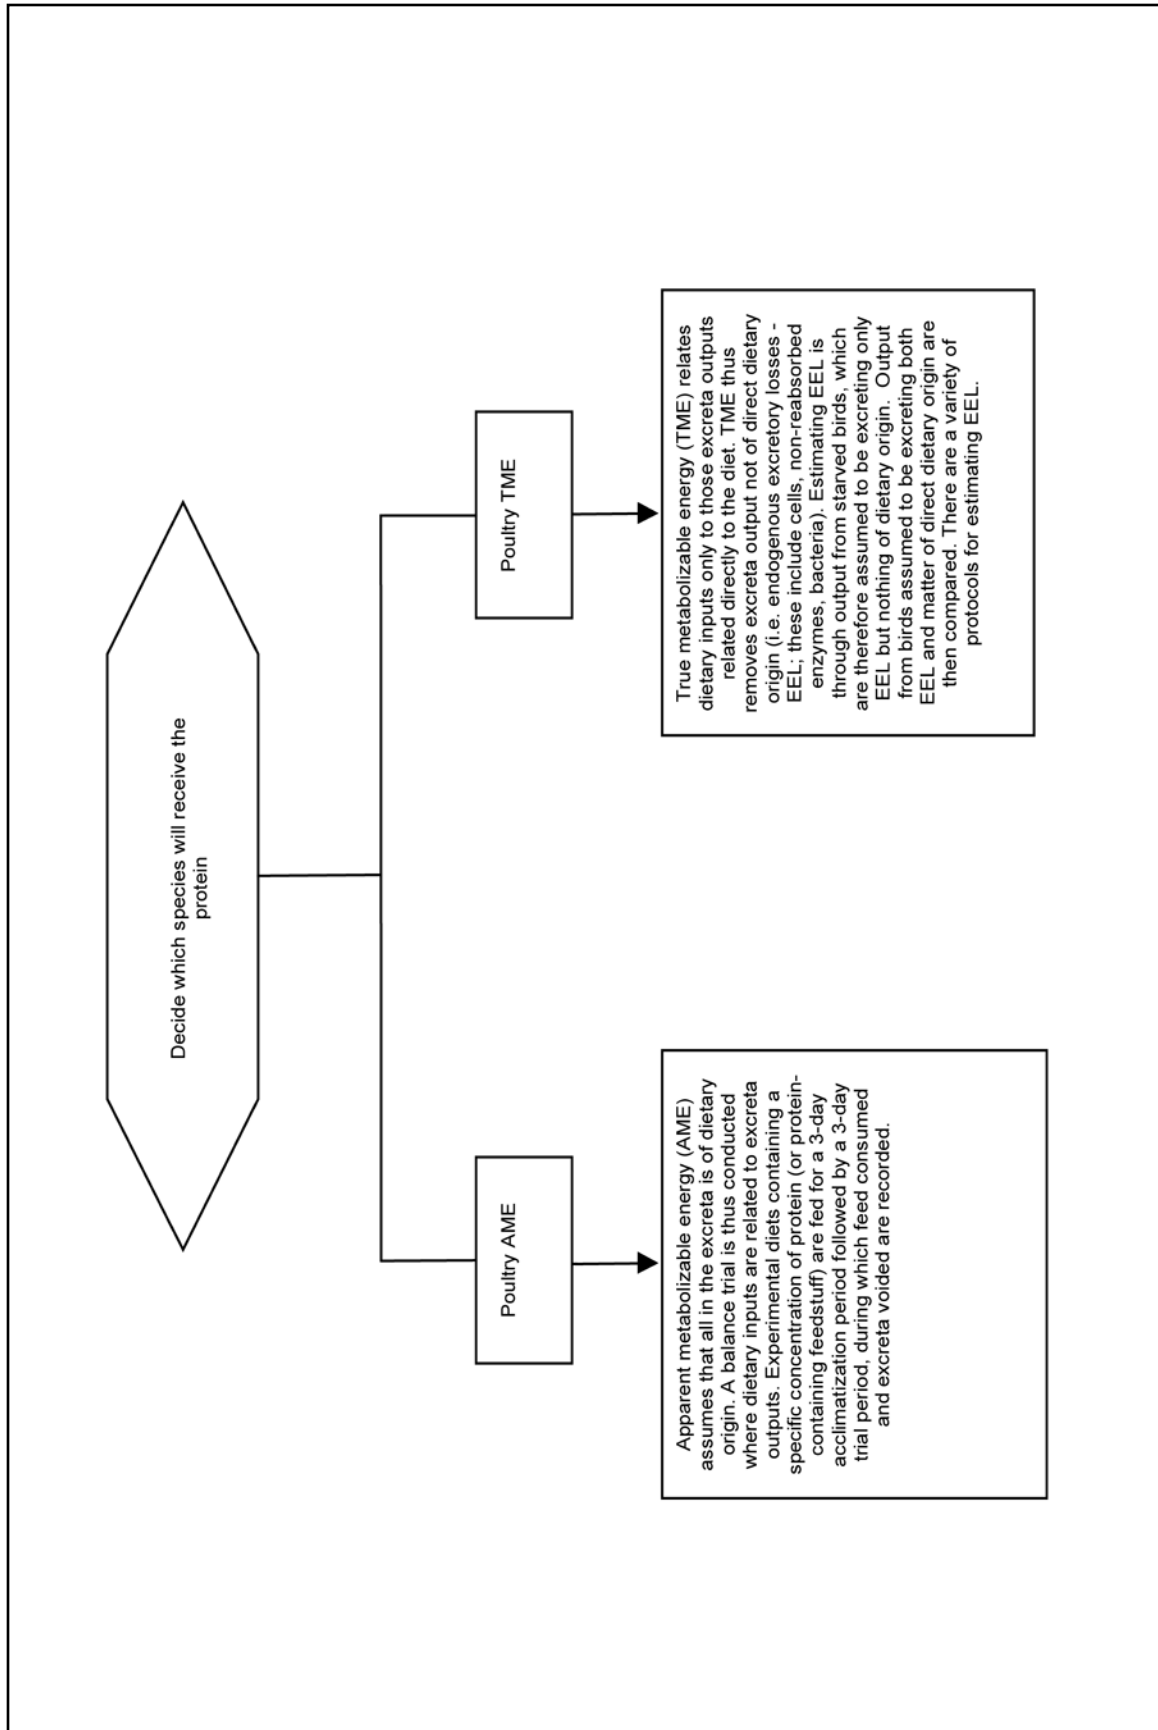 Decide which species will receive the
protein
Poultry AME
Poultry TME
Apparent metabolizable energy (AME)
assumes that all in the excreta is of dietary
origin. A balance trial is thus conducted
where dietary inputs are related to excreta
outputs. Experimental diets containing a
specific concentration of protein (or protein-
containing feedstuff) are fed for a 3-day
acclimatization period followed by a 3-day
trial period, during which feed consumed
and excreta voided are recorded.
True metabolizable energy (TME) relates
dietary inputs only to those excreta outputs
related directly to the diet. TME thus
removes excreta output not of direct dietary
origin (i.e. endogenous excretory losses -
EEL; these include cells, non-reabsorbed
enzymes, bacteria). Estimating EEL is
through output from starved birds, which
are therefore assumed to be excreting only
EEL but nothing of dietary origin.  Output
from birds assumed to be excreting both
EEL and matter of direct dietary origin are
then compared. There are a variety of
protocols for estimating EEL.